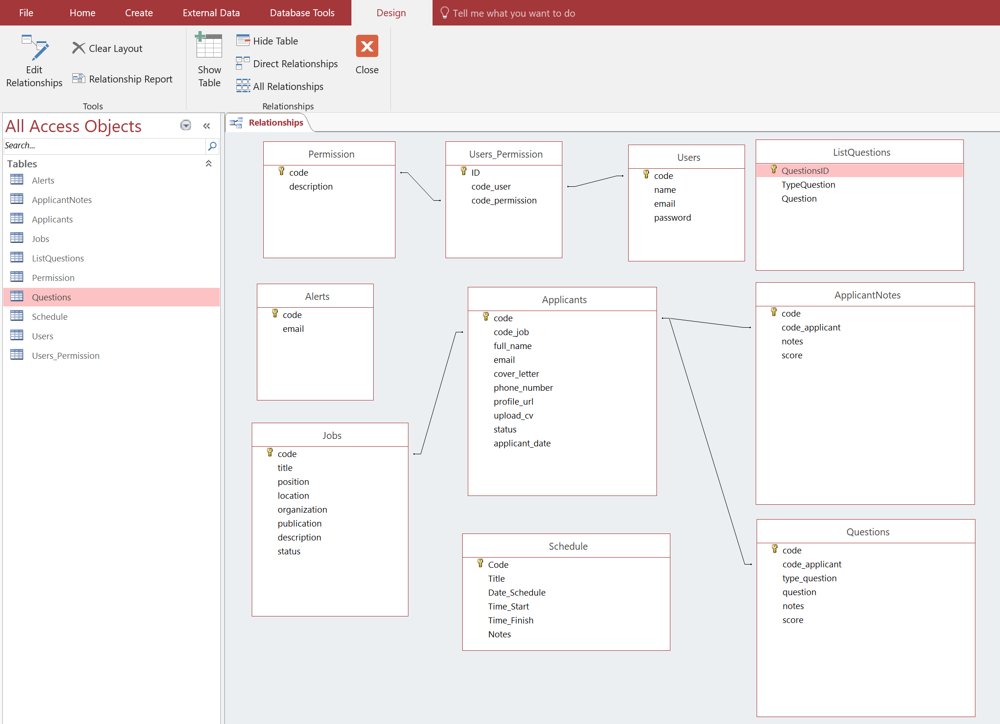 File
Home
Create
External Data
Database Tools
Design
Tell me what you want to do
Edit
Relationships
Clear Layout
Relationship Report
Tools
Show
Table
Hide Table
Direct Relationships
All Relationships
Relationships
Close
All Access Objects
Search...
Tables
Alerts
ApplicantNotes
Applicants
Jobs
ListQuestions
Permission
Questions
Schedule
Users
Users_Permission
Relationships
Permission
code
description
Users_Permission
ID
code_user
code_permission
Users
code
name
email
password
ListQuestions
QuestionsID
TypeQuestion
Question
Alerts
code
email
Applicants
code
code_job
full_name
email
cover_letter
phone_number
profile_url
upload_cv
status
applicant_date
ApplicantNotes
code
code_applicant
notes
score
Jobs
code
title
position
location
organization
publication
description
status
Schedule
Code
Title
Date_Schedule
Time_Start
Time_Finish
Notes
Questions
code
code_applicant
type_question
question
notes
score